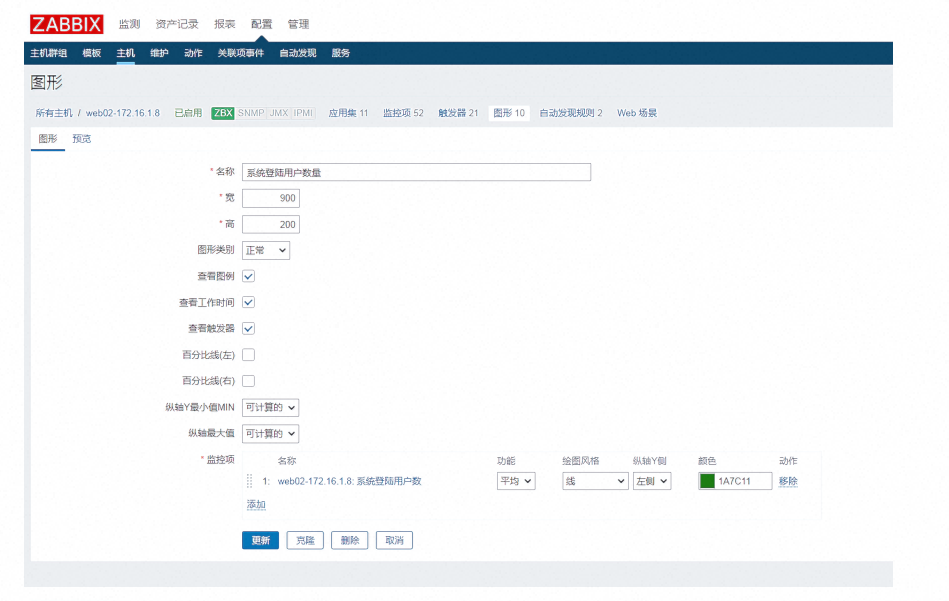 ZABBIX 监测 资产记录 报表 配置 管理
主机群组 模板 主机 维护 动作 关联项事件 自动发现 服务
图形
所有主机 / web02-172.16.1.8 已启用 ZBX SNMP JMX IPMI 应用集 11 监控项 52 触发器 21 图形 10 自动发现规则 2 Web 场景
图形 预览
* 名称 系统登陆用户数量
* 宽 900
* 高 200
图形类别 正常
查看图例
查看工作时间
查看触发器
百分比线(左)
百分比线(右)
纵轴Y最小值MIN 可计算的
纵轴最大值 可计算的
* 监控项 名称 功能 绘图风格 纵轴Y侧 颜色 动作
1: web02-172.16.1.8: 系统登陆用户数 平均 线 左侧 1A7C11 移除
添加
更新 克隆 删除 取消